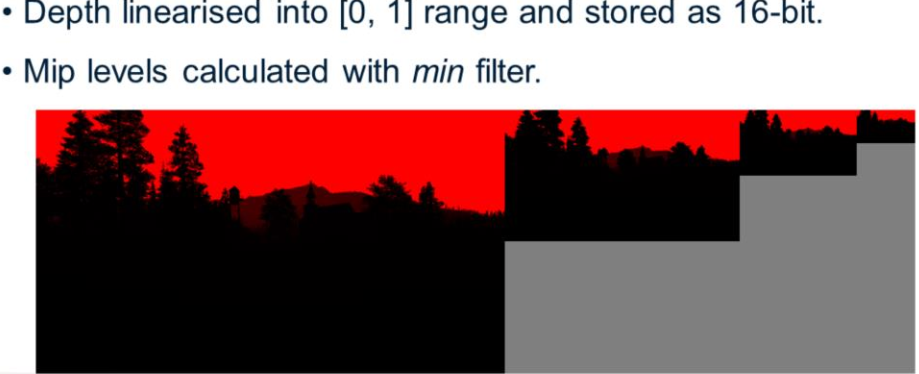 • Depth linearised into [0, 1] range and stored as 16-bit.
• Mip levels calculated with min filter.